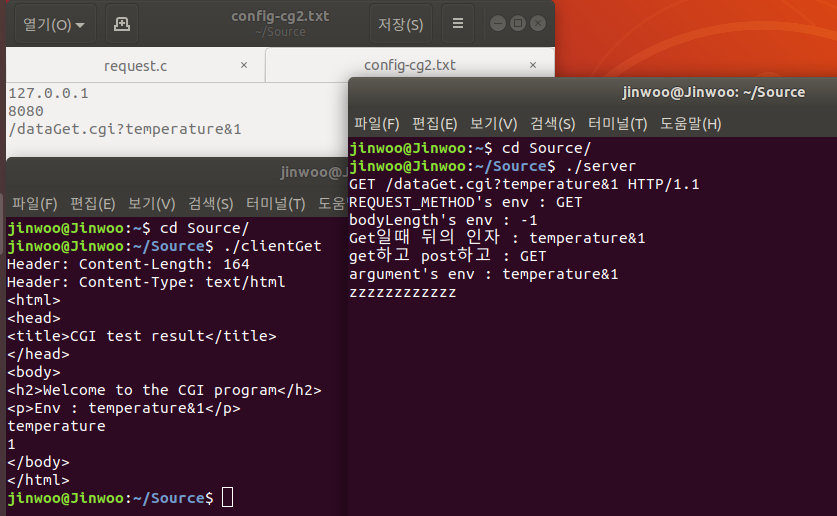 열기(O)
config-cg2.txt
~/Source
저장(S)
request.c
×
config-cg2.txt
×
127.0.0.1
8080
/dataGet.cgi?temperature&1
jinwoo@J
파일(F) 편집(E) 보기(V) 검색(S) 터미널(T) 도움
jinwoo@Jinwoo:~$ cd Source/
jinwoo@Jinwoo:~/Source$ ./clientGet
Header: Content-Length: 164
Header: Content-Type: text/html
<html>
<head>
<title>CGI test result</title>
</head>
<body>
<h2>Welcome to the CGI program</h2>
<p>Env : temperature&1</p>
temperature
1
</body>
</html>
jinwoo@Jinwoo:~/Source$
jinwoo@Jinwoo: ~/Source
파일(F) 편집(E) 보기(V) 검색(S) 터미널(T) 도움말(H)
jinwoo@Jinwoo:~$ cd Source/
jinwoo@Jinwoo:~/Source$ ./server
GET /dataGet.cgi?temperature&1 HTTP/1.1
REQUEST_METHOD's env : GET
bodyLength's env : -1
Get일때 뒤의 인자 : temperature&1
get하고 post하고 : GET
argument's env : temperature&1
zzzzzzzzzzzz